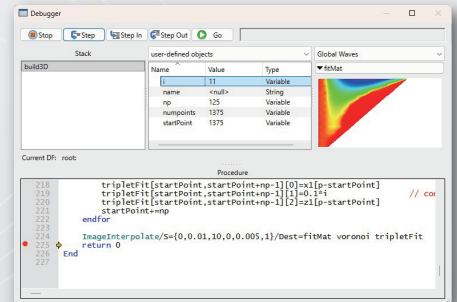 Debugger
Stop Step Step In Step Out Go
Stack
build3D
user-defined objects
Name Value Type
i 11 Variable
name <null> String
np 125 Variable
numpoints 1375 Variable
startPoint 1375 Variable
Global Waves
fitMat
Current DF: root:
Procedure
218 tripletFit[startPoint,startPoint+np-1][0]=x1[p-startPoint]
219 tripletFit[startPoint,startPoint+np-1][1]=0.1*i // co
220 tripletFit[startPoint,startPoint+np-1][2]=z1[p-startPoint]
221 startPoint+=np
222 endfor
223
224 ImageInterpolate/S={0,0.01,10,0,0.005,1}/Dest=fitMat voronoi tripletFit
225 return 0
226 End
227